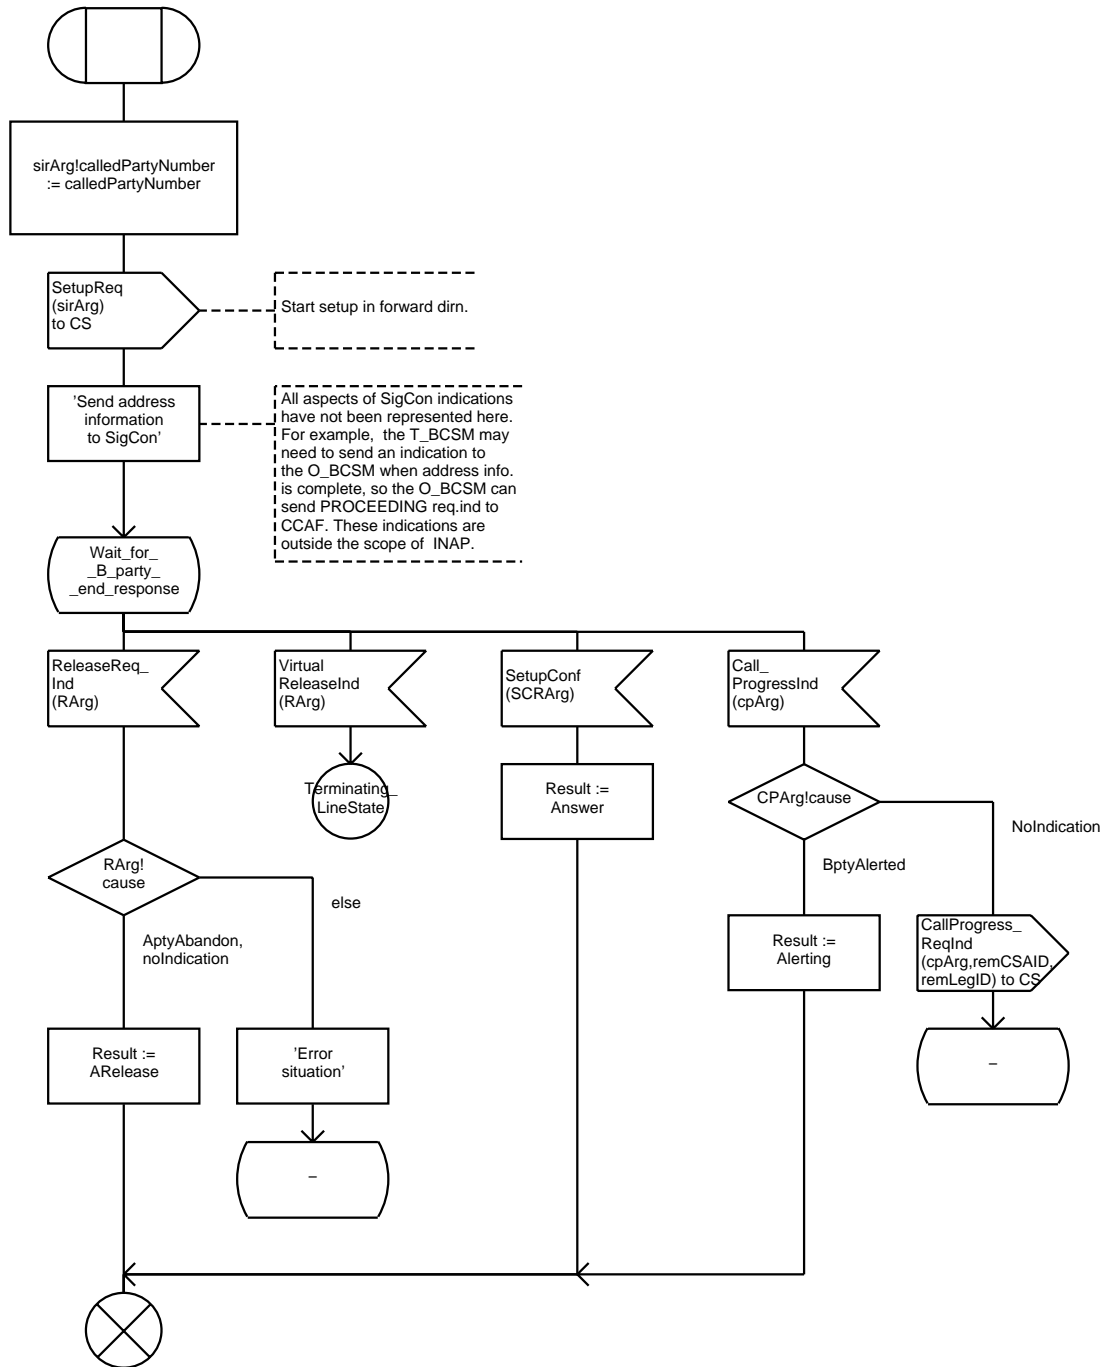 sirArg!calledPartyNumber
:= calledPartyNumber
SetupReq
(sirArg)
to CS
Start setup in forward dirn.
'Send address
information
to SigCon'
All aspects of SigCon indications
have not been represented here.
For example, the T_BCSM may
need to send an indication to
the O_BCSM when address info.
is complete, so the O_BCSM can
send PROCEEDING req.ind to
CCAF. These indications are
outside the scope of INAP.
Wait_for_
_B_party_
_end_response
ReleaseReq_
Ind
(RArg)
Virtual
ReleaseInd
(RArg)
SetupConf
(SCRArg)
Call_
ProgressInd
(cpArg)
Terminating_
LineState
Result :=
Answer
CPArg!cause
NoIndication
BptyAlerted
RArg!
cause
else
AptyAbandon,
noIndication
Result :=
Alerting
CallProgress_
ReqInd
(cpArg,remCSAID,
remLegID) to CS
Result :=
ARelease
'Error
situation'
–
–